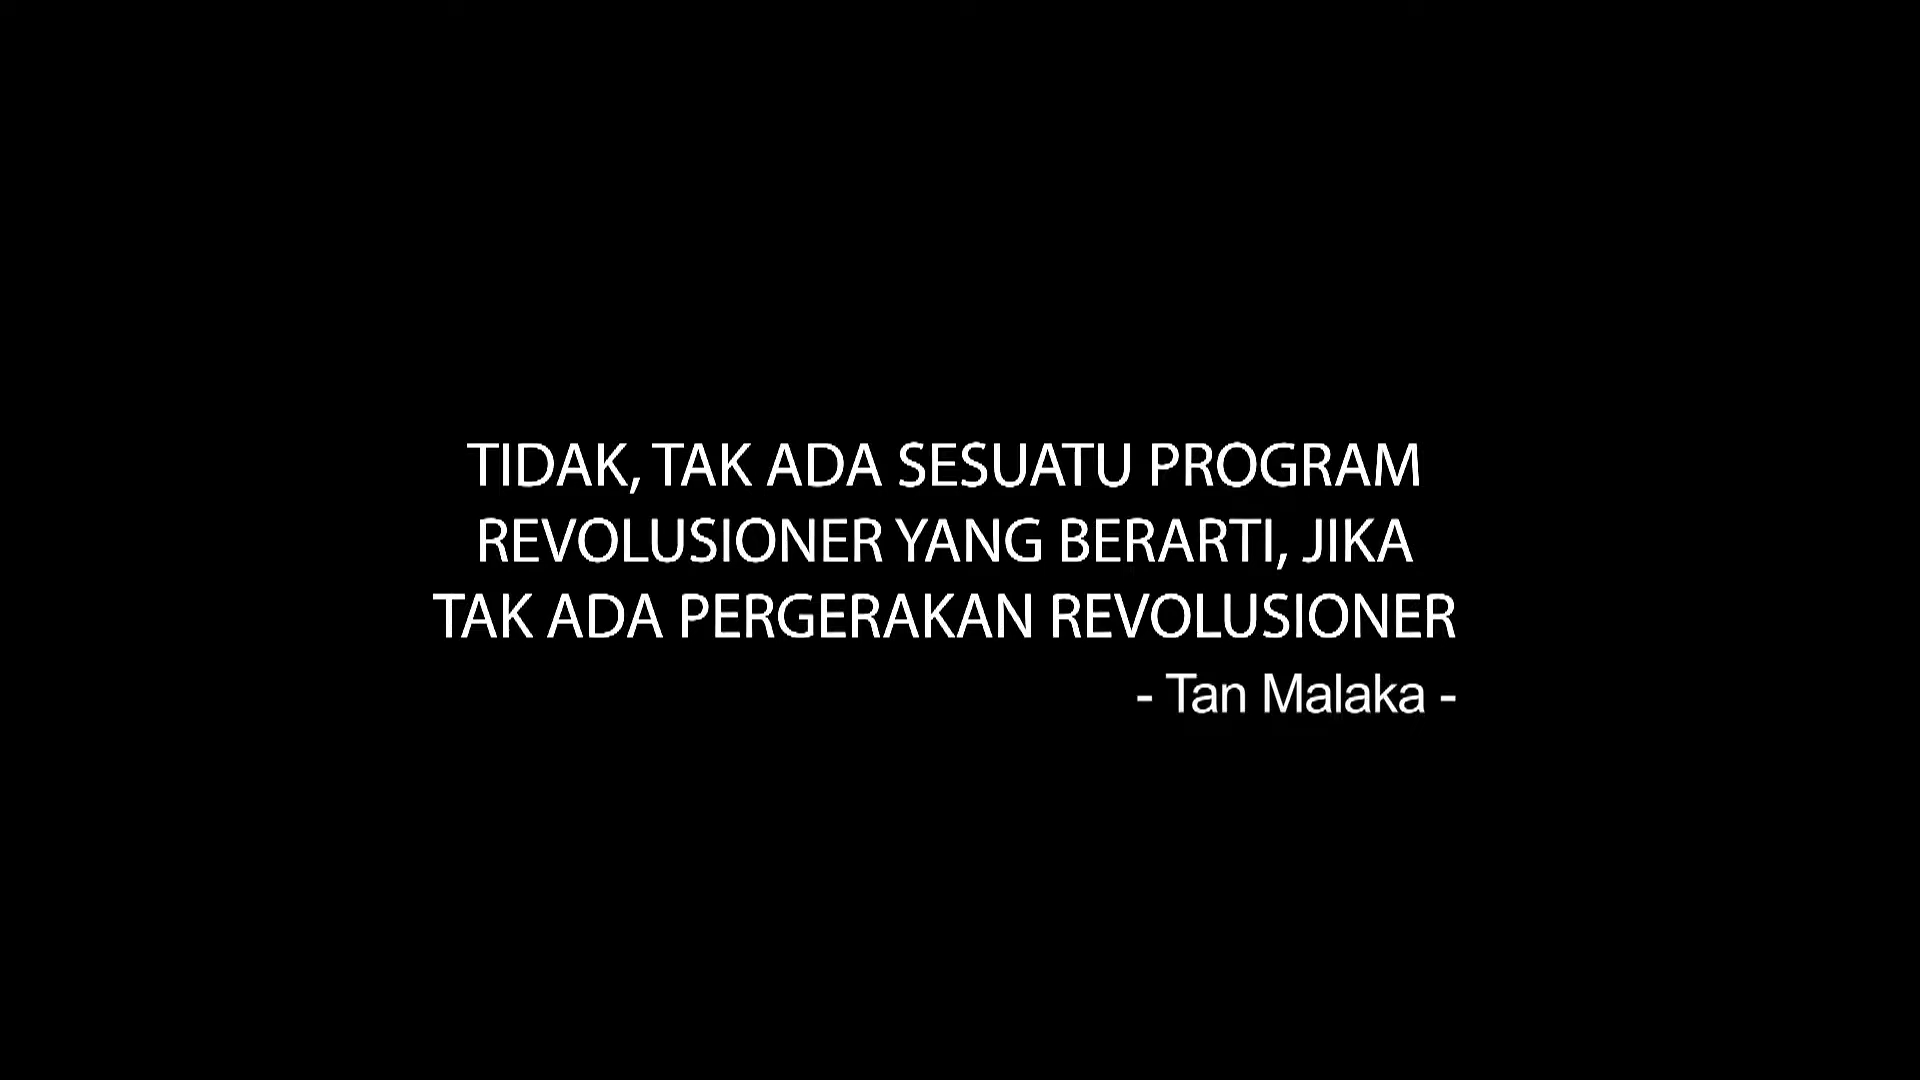 TIDAK, TAK ADA SESUATU PROGRAM
REVOLUSIONER YANG BERARTI, JIKA
TAK ADA PERGERAKAN REVOLUSIONER
- Tan Malaka -